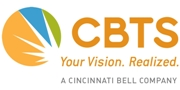 CBTS
Your Vision. Realized.
A CINCINNATI BELL COMPANY